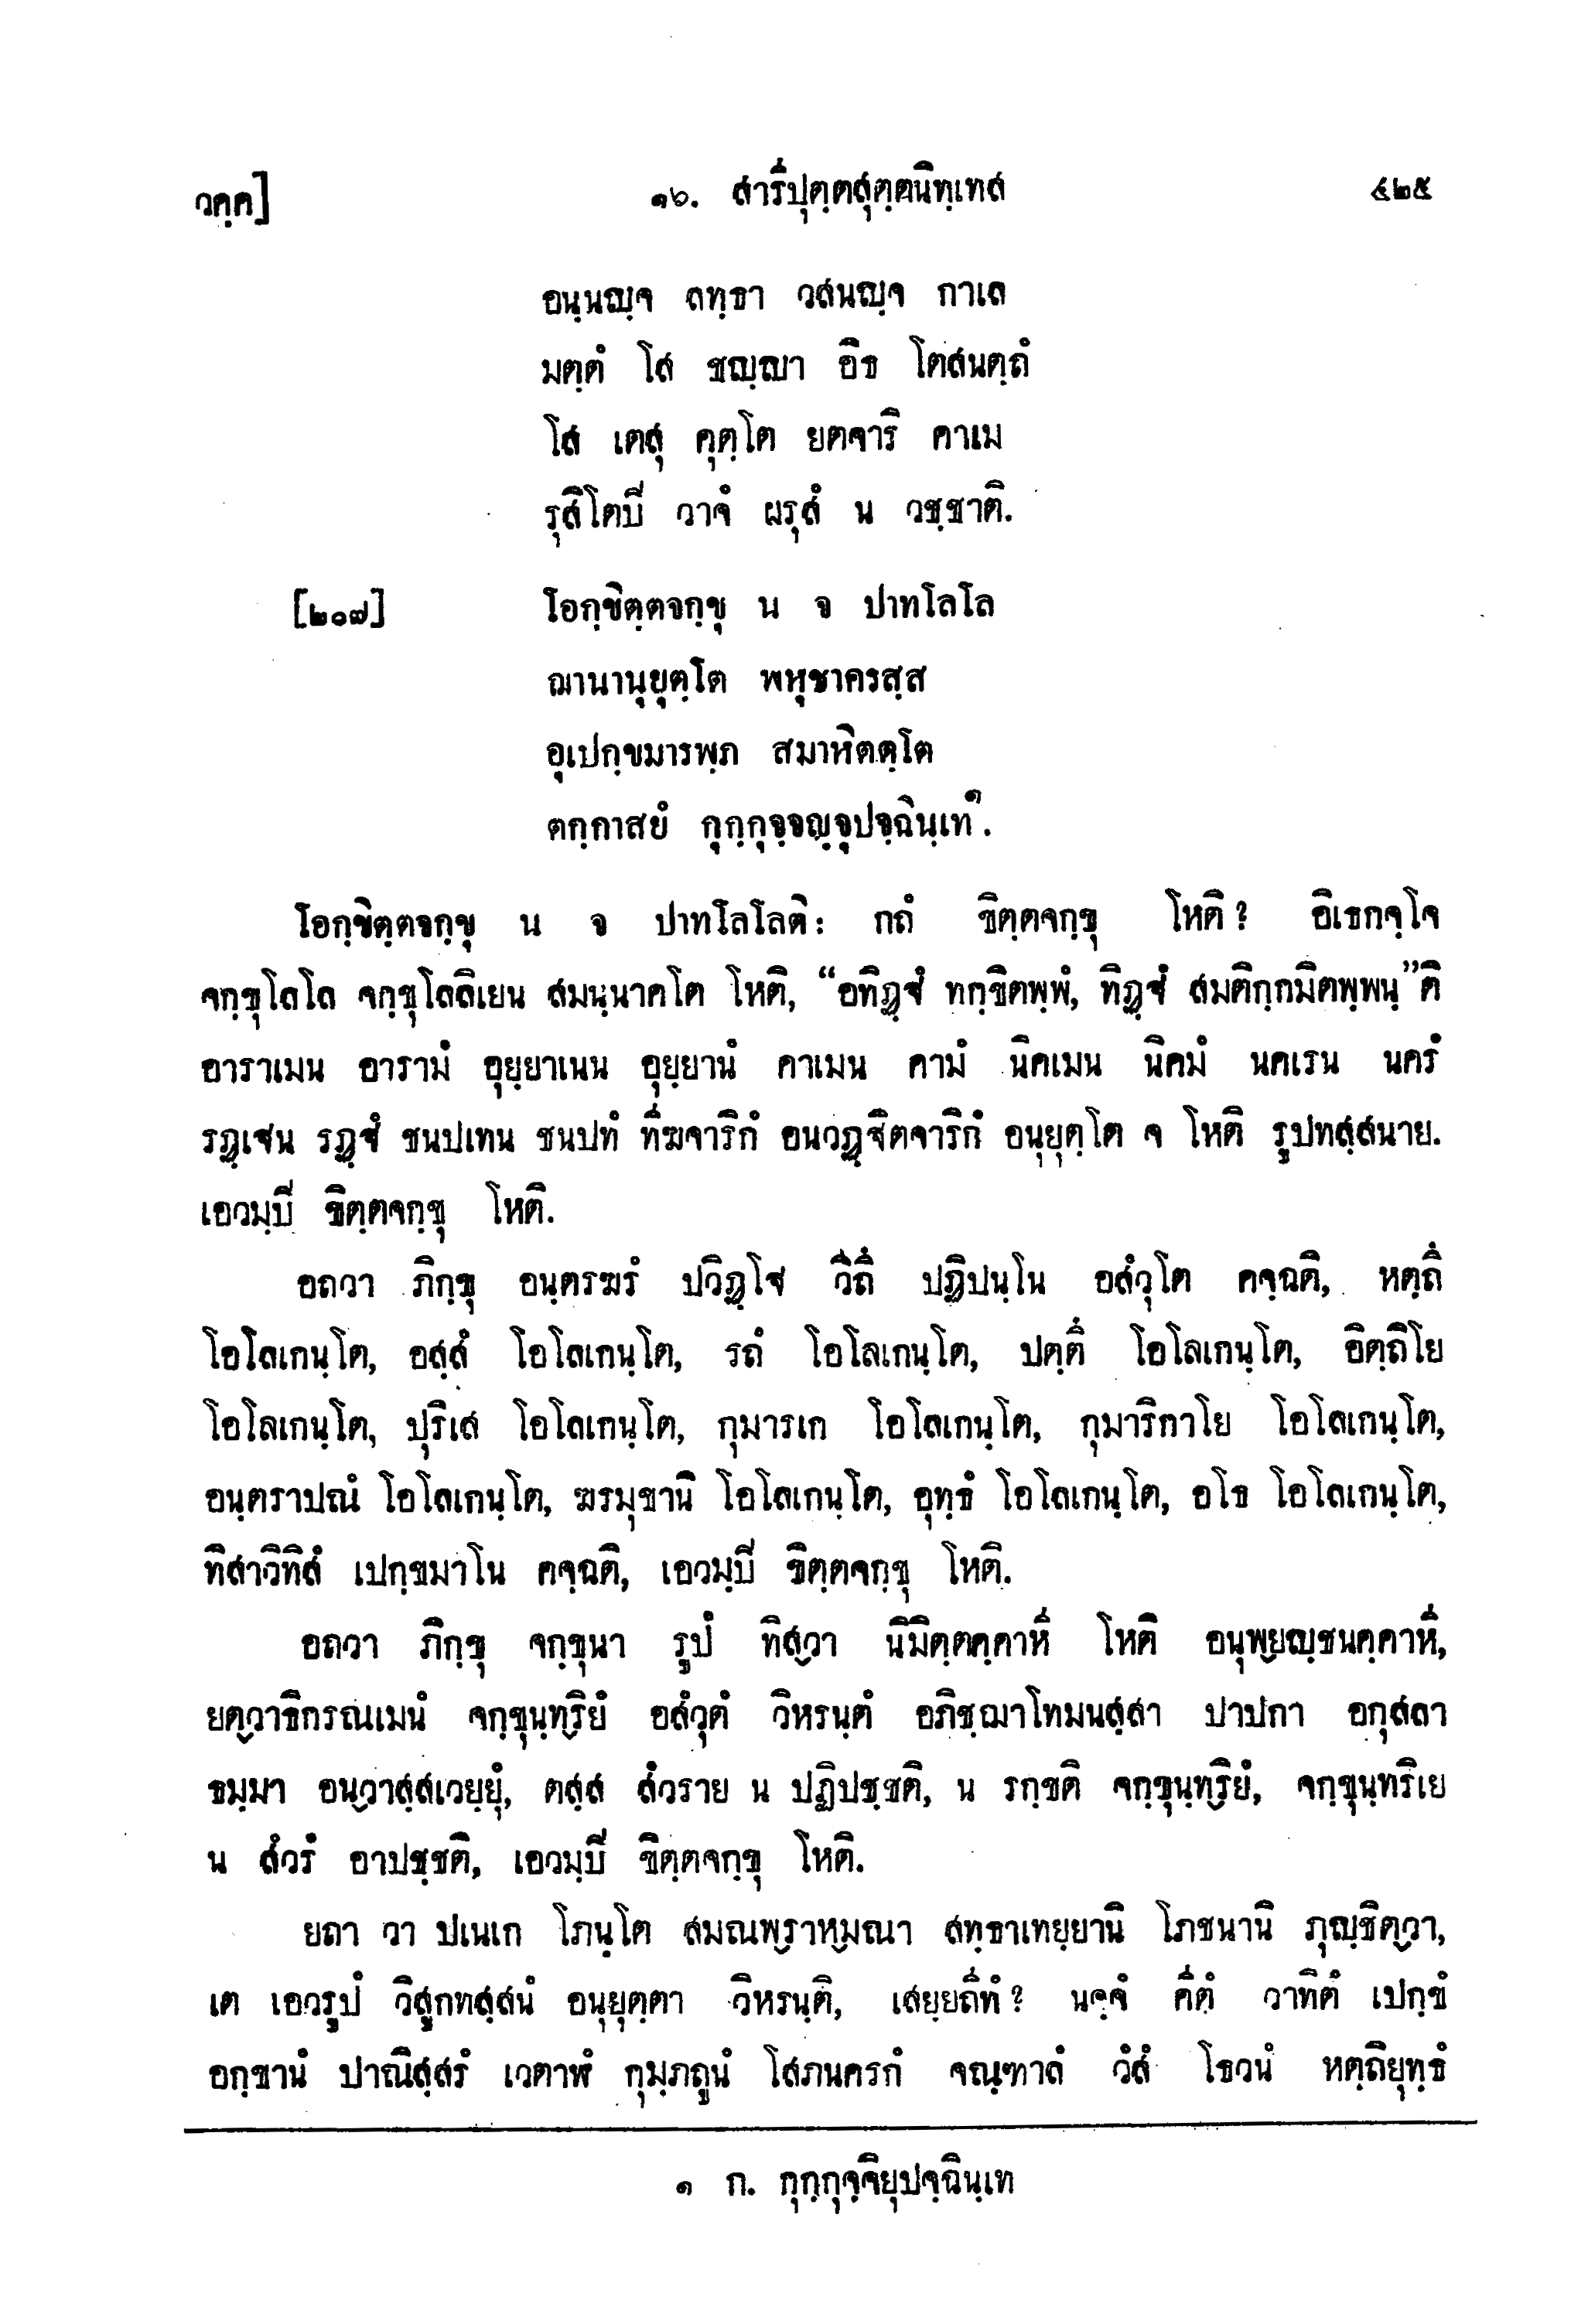 วคฺค]
๑๖. สารีปุตฺตสุตฺตนิทฺเทส
๔๒๕
อนฺนญฺจ ลทฺธา วสนญฺจ กาเล
มตฺตํ โส ชญฺญา อิธ โตสนตฺถํ
โส เตสุ คุตฺโต ยตจาริ คาเม
รุสิโตปิ วาจํ ผรุสํ น วชฺชาติ.
[๒๐๗] โอกฺขิตฺตจกฺขุ น จ ปาทโลโล
ฌานานุยุตฺโต พหุชาครสฺส
อุเปกฺขมารพฺภ สมาหิตตฺโต
ตกฺกาสยํ กุกฺกุจฺจญฺจุปจฺฉินฺเท๑.
โอกฺขิตฺตจกฺขุ น จ ปาทโลโลติ: กถํ ขิตฺตจกฺขุ โหติ? อิเธกจฺโจ
จกฺขุโลโล จกฺขุโลลิเยน สมนฺนาคโต โหติ, “อทิฏฺฐํ ทกฺขิตพฺพํ, ทิฏฺฐํ สมติกฺกมิตพฺพนฺ”ติ
อาราเมน อารามํ อุยฺยาเนน อุยฺยานํ คาเมน คามํ นิคเมน นิคมํ นคเรน นครํ
รฏฺเฐน รฏฺฐํ ชนปเทน ชนปทํ ทีฆจาริกํ อนวฏฺฐิตจาริกํ อนุยุตฺโต จ โหติ รูปทสฺสนาย.
เอวมฺปิ ขิตฺตจกฺขุ โหติ.
อถวา ภิกฺขุ อนฺตรฆรํ ปวิฏฺโฐ วีถึ ปฏิปนฺโน อสํวุโต คจฺฉติ, หตฺถึ
โอโลเกนฺโต, อสฺสํ โอโลเกนฺโต, รถํ โอโลเกนฺโต, ปตฺตึ โอโลเกนฺโต, อิตฺถิโย
โอโลเกนฺโต, ปุริเส โอโลเกนฺโต, กุมารเก โอโลเกนฺโต, กุมาริกาโย โอโลเกนฺโต,
อนฺตราปณํ โอโลเกนฺโต, ฆรมุขานิ โอโลเกนฺโต, อุทฺธํ โอโลเกนฺโต, อโธ โอโลเกนฺโต,
ทิสาวิทิสํ เปกฺขมาโน คจฺฉติ, เอวมฺปิ ขิตฺตจกฺขุ โหติ.
อถวา ภิกฺขุ จกฺขุนา รูปํ ทิสฺวา นิมิตฺตคฺคาหี โหติ อนุพฺยญฺชนคฺคาหี,
ยตฺวาธิกรณเมนํ จกฺขุนฺทฺริยํ อสํวุตํ วิหรนฺตํ อภิชฺฌาโทมนสฺสา ปาปกา อกุสลา
ธมฺมา อนฺวาสฺสเวยฺยุํ, ตสฺส สํวราย น ปฏิปชฺชติ, น รกฺขติ จกฺขุนฺทฺริยํ, จกฺขุนฺทริเย
น สํวรํ อาปชฺชติ, เอวมฺปิ ขิตฺตจกฺขุ โหติ.
ยถา วา ปเนเก โภนฺโต สมณพฺราหฺมณา สทฺธาเทยฺยานิ โภชนานิ ภุญฺชิตฺวา,
เต เอวรูปํ วิสูกทสฺสนํ อนุยุตฺตา วิหรนฺติ, เสยฺยถีทํ? นจฺจํ คีตํ วาทิตํ เปกฺขํ
อกฺขานํ ปาณิสฺสรํ เวตาฬํ กุมฺภถูนํ โสภนครกํ จณฺฑาลํ วํสํ โธวนํ หตฺถิยุทฺธํ
๑ ก. กุกฺกุจฺจิยุปจฺฉินฺเท